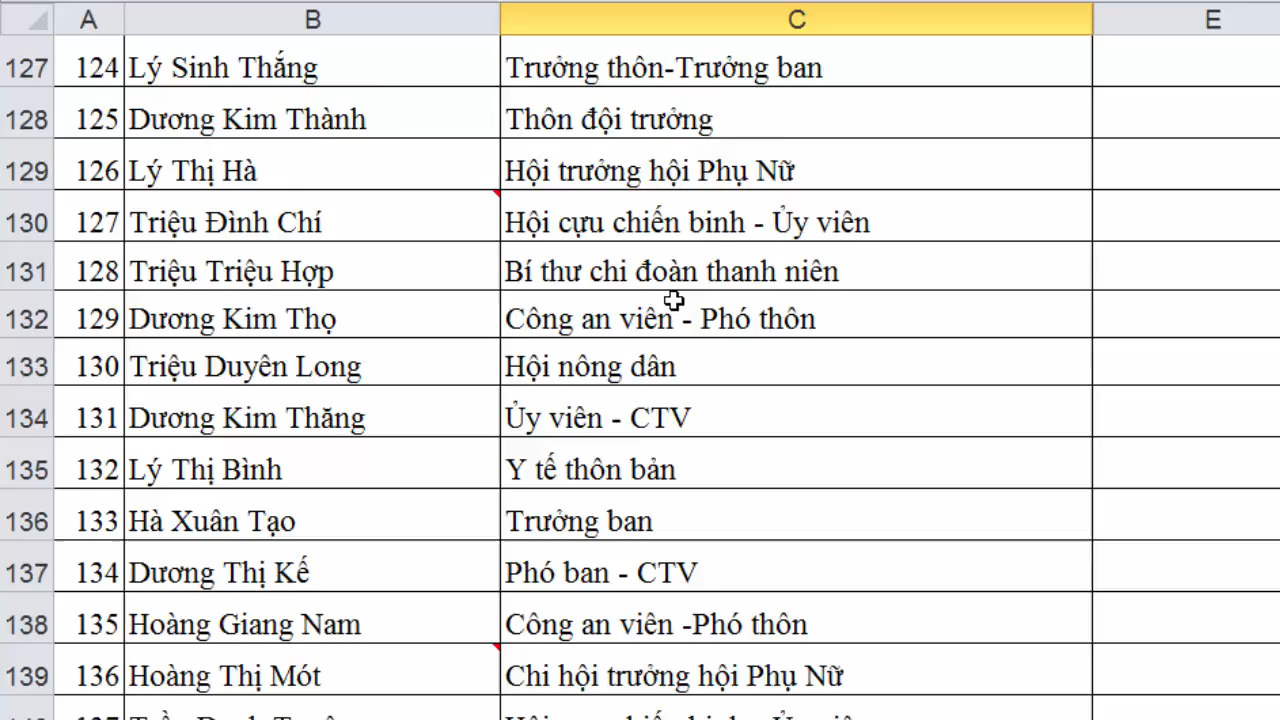 A B C E
127 124 Lý Sinh Thắng Trưởng thôn-Trưởng ban
128 125 Dương Kim Thành Thôn đội trưởng
129 126 Lý Thị Hà Hội trưởng hội Phụ Nữ
130 127 Triệu Đình Chí Hội cựu chiến binh - Ủy viên
131 128 Triệu Triệu Hợp Bí thư chi đoàn thanh niên
132 129 Dương Kim Thọ Công an viên - Phó thôn
133 130 Triệu Duyên Long Hội nông dân
134 131 Dương Kim Thăng Ủy viên - CTV
135 132 Lý Thị Bình Y tế thôn bản
136 133 Hà Xuân Tạo Trưởng ban
137 134 Dương Thị Kế Phó ban - CTV
138 135 Hoàng Giang Nam Công an viên -Phó thôn
139 136 Hoàng Thị Mót Chi hội trưởng hội Phụ Nữ